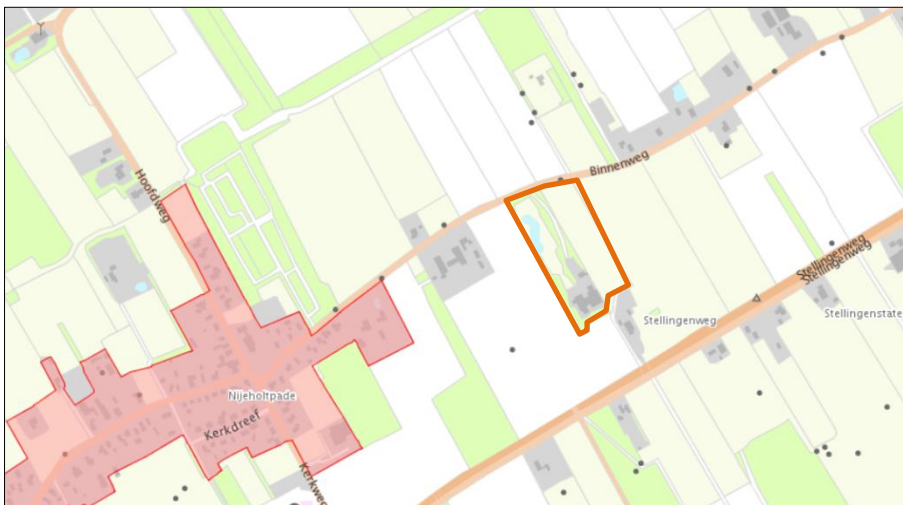 Hoofdweg
Binnenweg
Stellingenweg
Stellingenweg
Stellingenweg
Stellingenstate
Nijeholtpade
Kerkdreef
Kerkweg